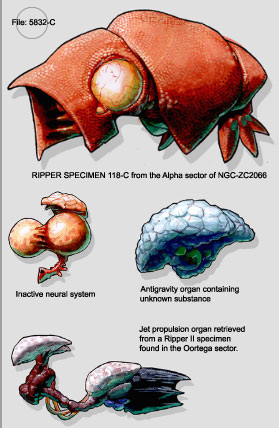 File: 5832-C
RIPPER SPECIMEN 118-C from the Alpha sector of NGC-ZC2066
Inactive neural system
Antigravity organ containing
unknown substance
Jet propulsion organ retrieved
from a Ripper II specimen
found in the Oortega sector.